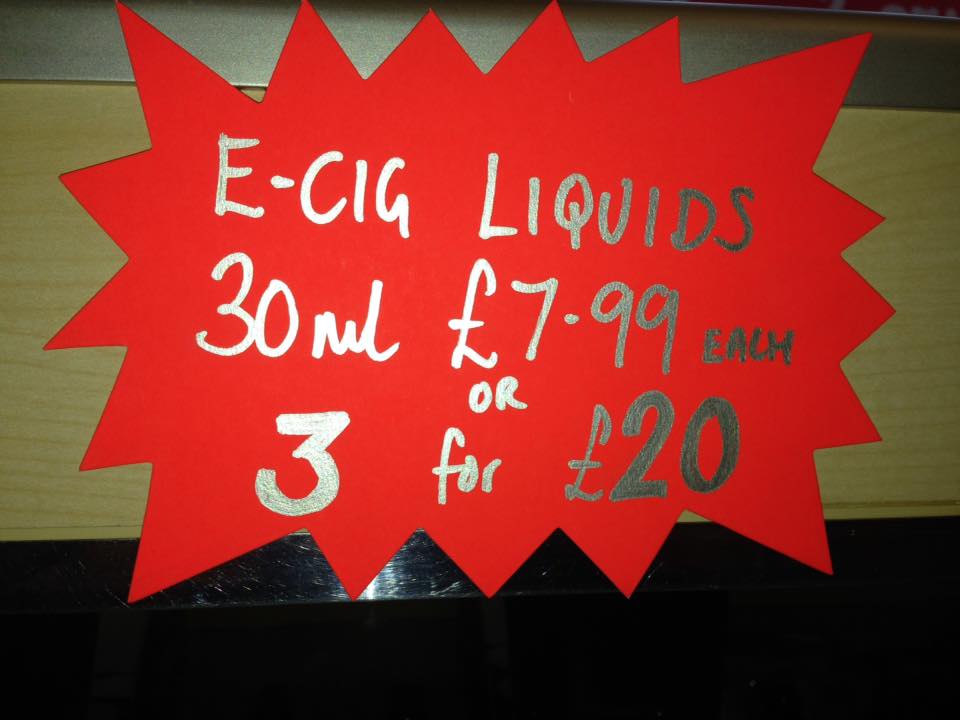 E-CIG LIQUIDS
30ml £7.99 EACH
OR
3 for £20